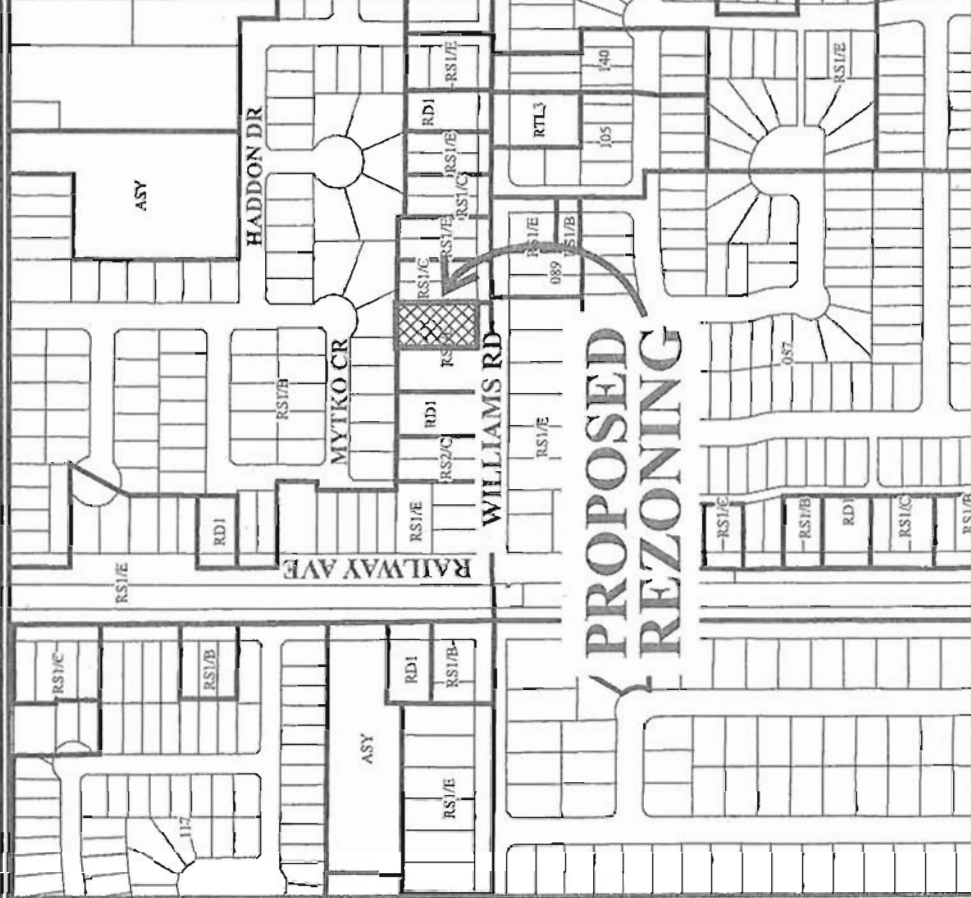 RS1/C
RS1/E
ASY
117
RS1/B
RD1
HADDON DR
RS1/B
MYTKO CR
RAILWAY AVE
ASY
RD1
RS1/E
RS1/C
RD1
RD1
RS1/E
RS1/B
RS2/C
RS1/E
RS1/C
RS1/E
RS1/E
WILLIAMS RD
RS1/E
RS1/E
RTL3
089
RS1/B
105
140
PROPOSED
REZONING
057
RS1/C
RS1/B
RD1
RS1/E
RS1/C
RS1/B